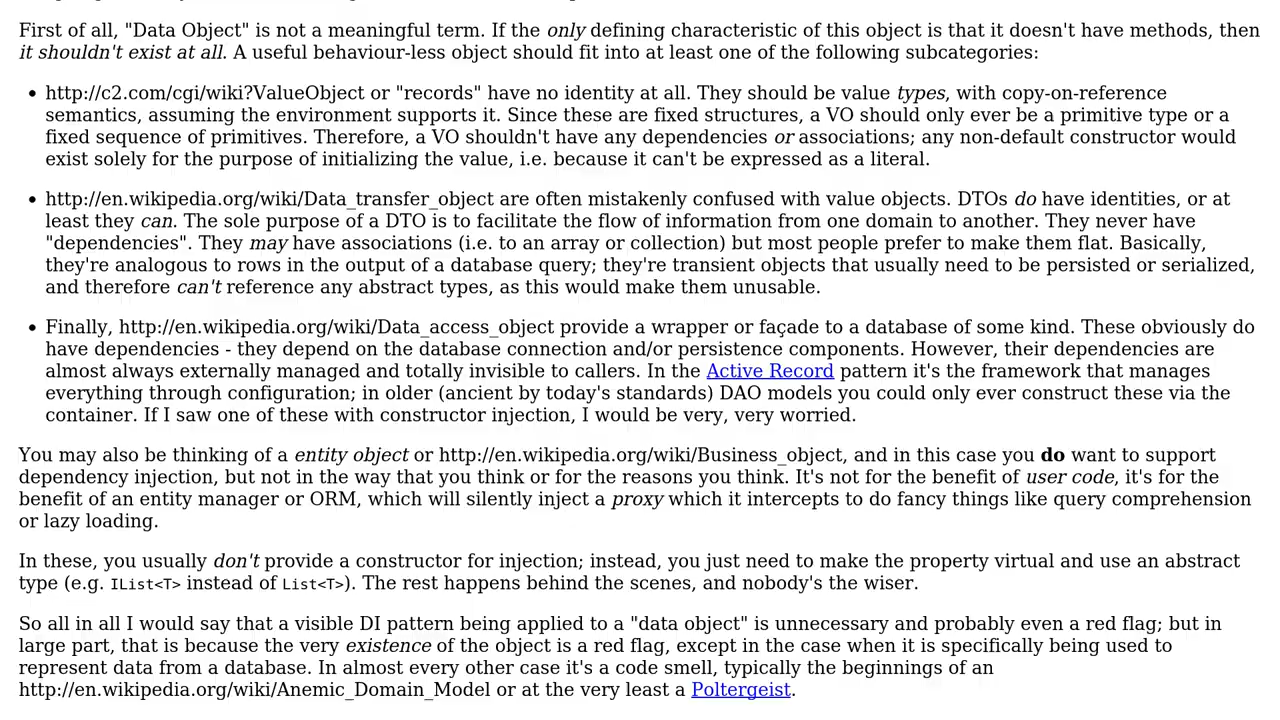 First of all, "Data Object" is not a meaningful term. If the only defining characteristic of this object is that it doesn't have methods, then
it shouldn't exist at all. A useful behaviour-less object should fit into at least one of the following subcategories:
• http://c2.com/cgi/wiki?ValueObject or "records" have no identity at all. They should be value types, with copy-on-reference
semantics, assuming the environment supports it. Since these are fixed structures, a VO should only ever be a primitive type or a
fixed sequence of primitives. Therefore, a VO shouldn't have any dependencies or associations; any non-default constructor would
exist solely for the purpose of initializing the value, i.e. because it can't be expressed as a literal.
• http://en.wikipedia.org/wiki/Data_transfer_object are often mistakenly confused with value objects. DTOs do have identities, or at
least they can. The sole purpose of a DTO is to facilitate the flow of information from one domain to another. They never have
"dependencies". They may have associations (i.e. to an array or collection) but most people prefer to make them flat. Basically,
they're analogous to rows in the output of a database query; they're transient objects that usually need to be persisted or serialized,
and therefore can't reference any abstract types, as this would make them unusable.
• Finally, http://en.wikipedia.org/wiki/Data_access_object provide a wrapper or façade to a database of some kind. These obviously do
have dependencies - they depend on the database connection and/or persistence components. However, their dependencies are
almost always externally managed and totally invisible to callers. In the Active Record pattern it's the framework that manages
everything through configuration; in older (ancient by today's standards) DAO models you could only ever construct these via the
container. If I saw one of these with constructor injection, I would be very, very worried.
You may also be thinking of a entity object or http://en.wikipedia.org/wiki/Business_object, and in this case you do want to support
dependency injection, but not in the way that you think or for the reasons you think. It's not for the benefit of user code, it's for the
benefit of an entity manager or ORM, which will silently inject a proxy which it intercepts to do fancy things like query comprehension
or lazy loading.
In these, you usually don't provide a constructor for injection; instead, you just need to make the property virtual and use an abstract
type (e.g. IList<T> instead of List<T>). The rest happens behind the scenes, and nobody's the wiser.
So all in all I would say that a visible DI pattern being applied to a "data object" is unnecessary and probably even a red flag; but in
large part, that is because the very existence of the object is a red flag, except in the case when it is specifically being used to
represent data from a database. In almost every other case it's a code smell, typically the beginnings of an
http://en.wikipedia.org/wiki/Anemic_Domain_Model or at the very least a Poltergeist.